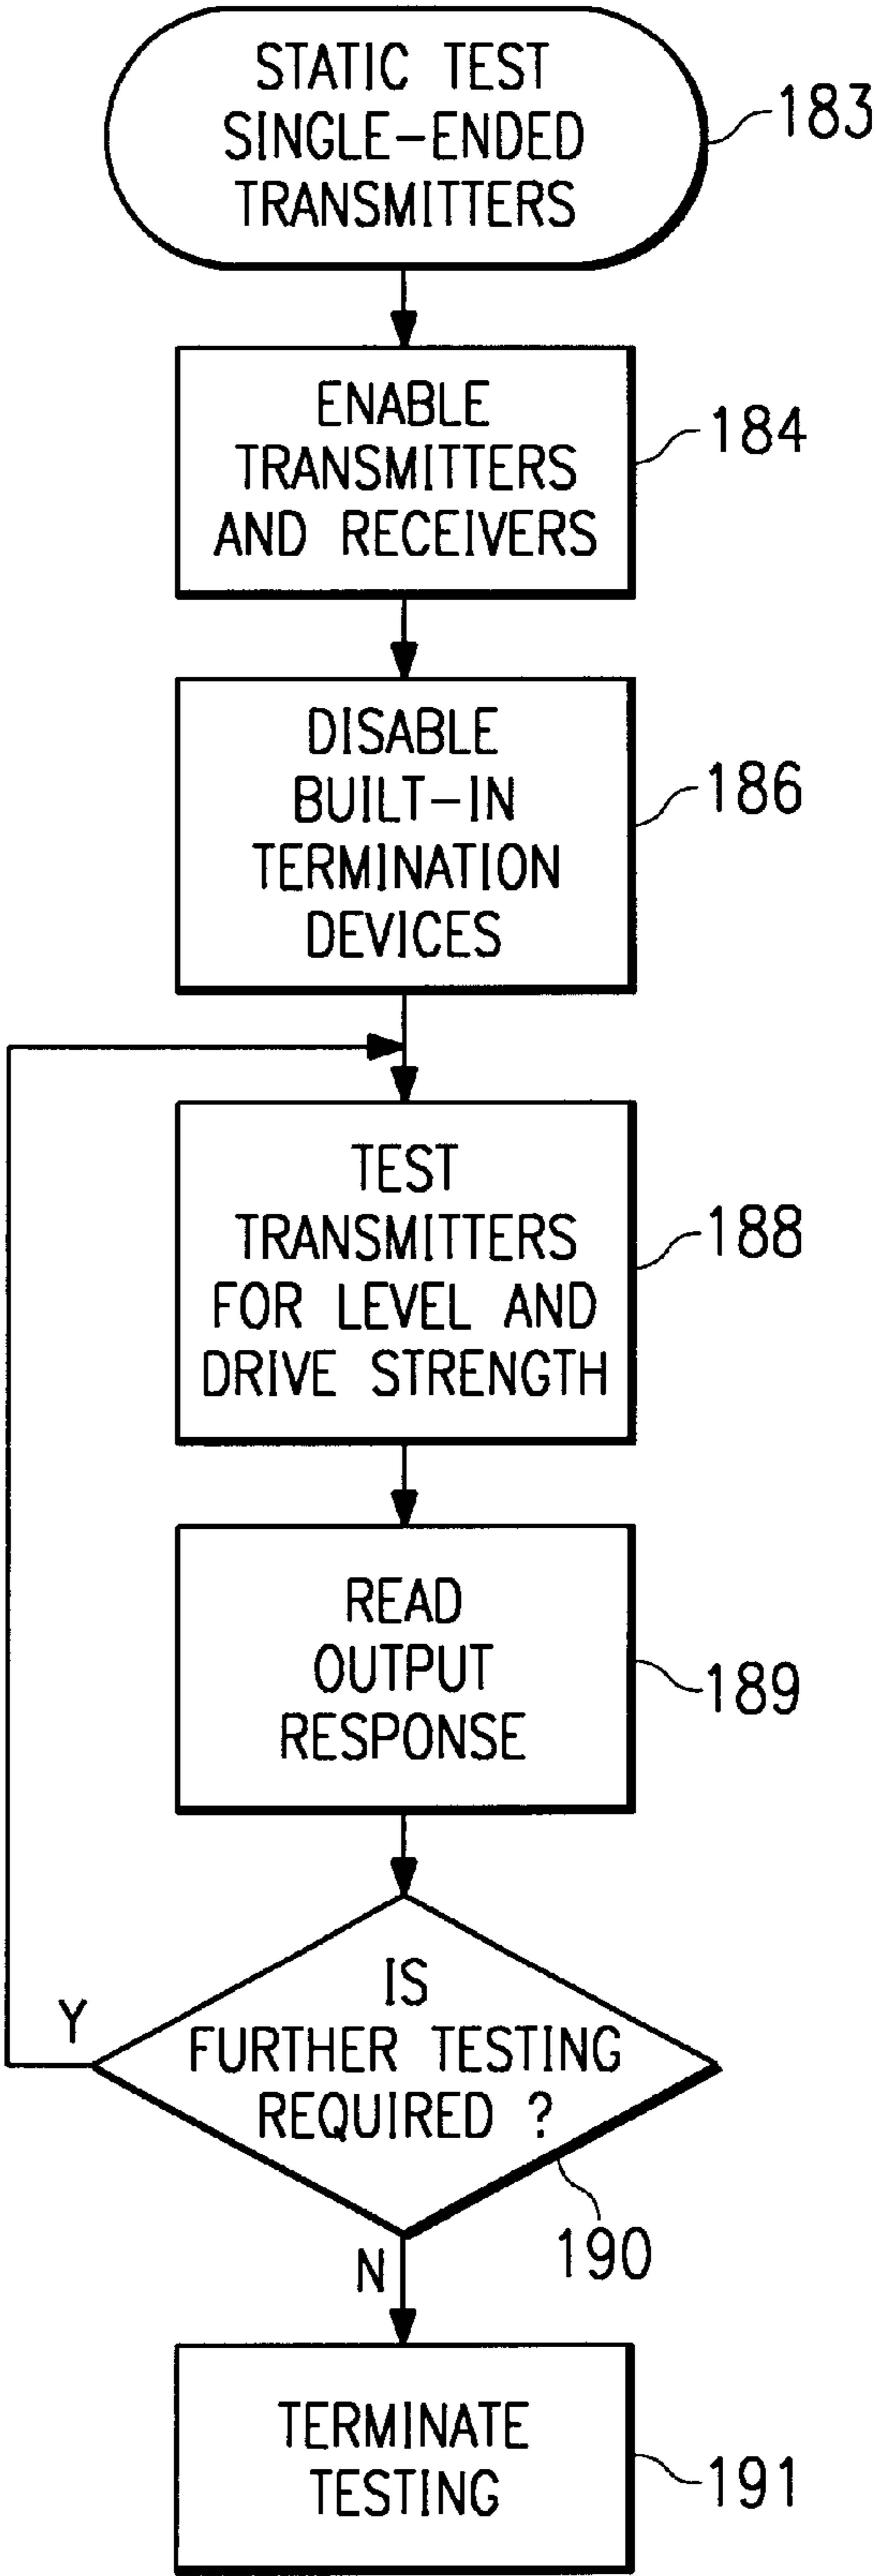 STATIC TEST
SINGLE-ENDED
TRANSMITTERS
183
ENABLE
TRANSMITTERS
AND RECEIVERS
184
DISABLE
BUILT-IN
TERMINATION
DEVICES
186
TEST
TRANSMITTERS
FOR LEVEL AND
DRIVE STRENGTH
188
READ
OUTPUT
RESPONSE
189
IS
FURTHER TESTING
REQUIRED ?
Y
190
N
TERMINATE
TESTING
191